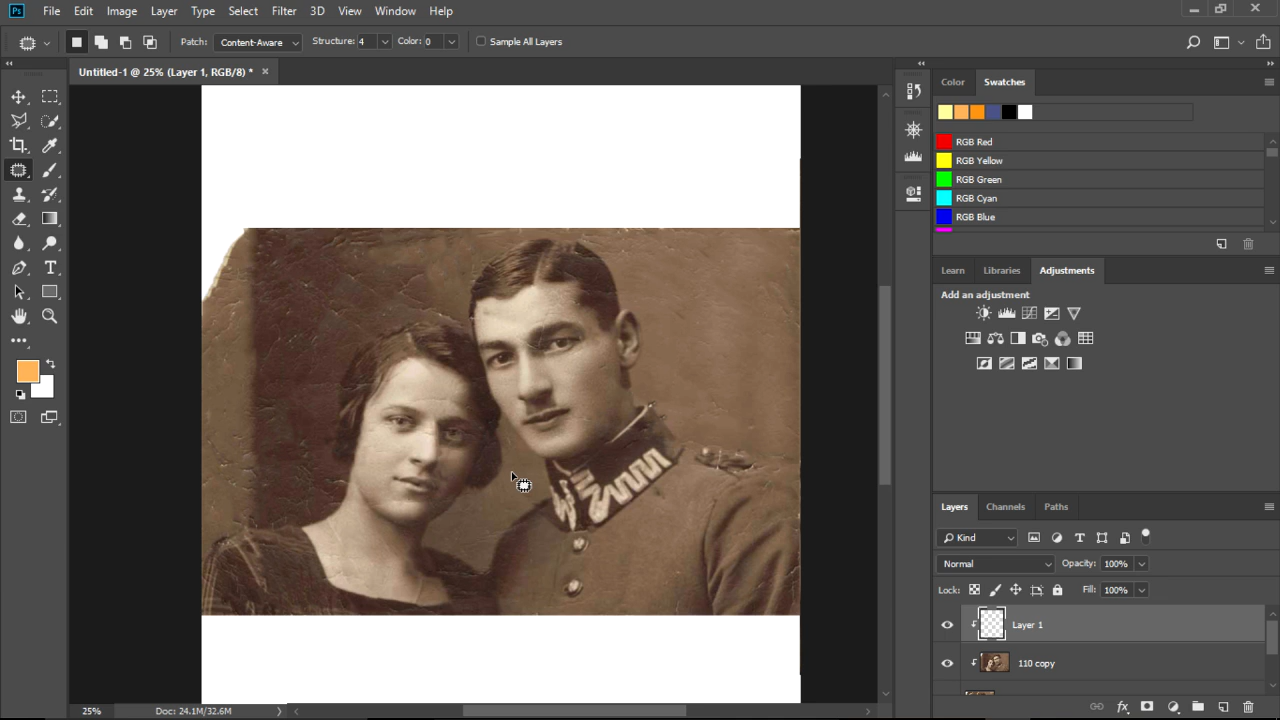 Ps File Edit Image Layer Type Select Filter 3D View Window Help
Patch: Content-Aware Structure: 4 Color: 0 Sample All Layers
Untitled-1 @ 25% (Layer 1, RGB/8) * ×
Color Swatches
RGB Red
RGB Yellow
RGB Green
RGB Cyan
RGB Blue
Learn Libraries Adjustments
Add an adjustment
Layers Channels Paths
Kind
Normal Opacity: 100%
Lock: Fill: 100%
Layer 1
110 copy
25% Doc: 24.1M/32.6M